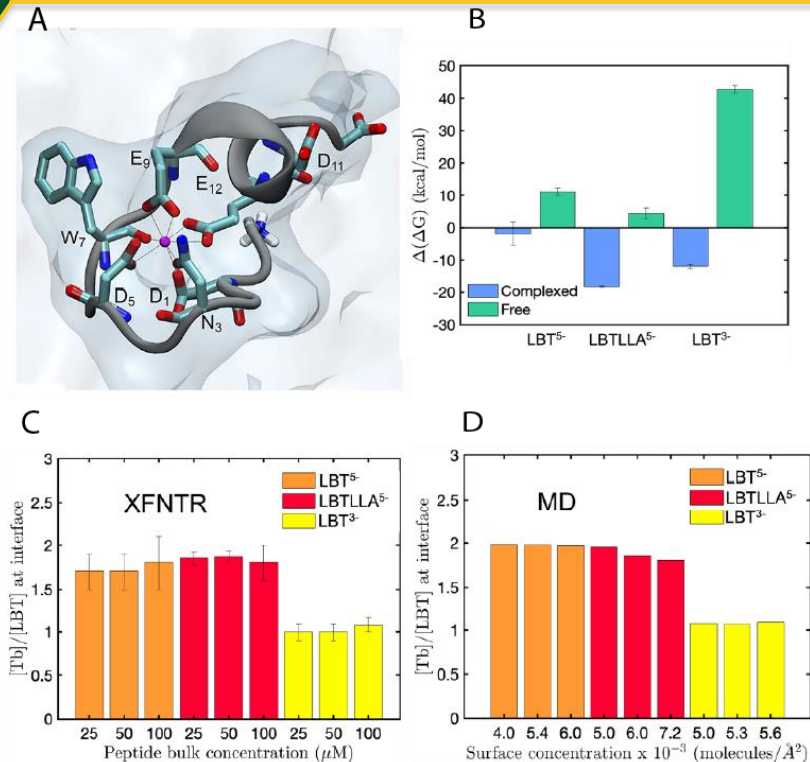 A
E9
E12
D11
W7
D5
D1
N3
B
Δ(ΔG) (kcal/mol)
50
40
30
20
10
0
-10
-20
-30
Complexed
Free
LBT5-
LBTLLA5-
LBT3-
C
[Tb]/[LBT] at interface
3
2.5
2
1.5
1
0.5
0
XFNTR
LBT5-
LBTLLA5-
LBT3-
25 50 100 25 50 100 25 50 100
Peptide bulk concentration (μM)
D
[Tb]/[LBT] at interface
3
2.5
2
1.5
1
0.5
0
MD
LBT5-
LBTLLA5-
LBT3-
4.0 5.4 6.0 5.0 6.0 7.2 5.0 5.3 5.6
Surface concentration x 10-3 (molecules/Å2)